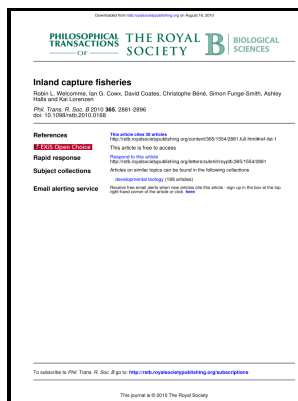 Downloaded from rstb.royalsocietypublishing.org on August 16, 2010
PHILOSOPHICAL TRANSACTIONS OF
THE ROYAL SOCIETY
B
BIOLOGICAL SCIENCES
Inland capture fisheries
Robin L. Welcomme, Ian G. Cowx, David Coates, Christophe Béné, Simon Funge-Smith, Ashley
Halls and Kai Lorenzen
Phil. Trans. R. Soc. B 2010 365, 2881-2896
doi: 10.1098/rstb.2010.0168
References
This article cites 30 articles
http://rstb.royalsocietypublishing.org/content/365/1554/2881.full.html#ref-list-1
EXiS Open Choice
This article is free to access
Rapid response
Respond to this article
http://rstb.royalsocietypublishing.org/letters/submit/royptb;365/1554/2881
Subject collections
Articles on similar topics can be found in the following collections
developmental biology (199 articles)
Email alerting service
Receive free email alerts when new articles cite this article - sign up in the box at the top
right-hand corner of the article or click here
To subscribe to Phil. Trans. R. Soc. B go to: http://rstb.royalsocietypublishing.org/subscriptions
This journal is © 2010 The Royal Society